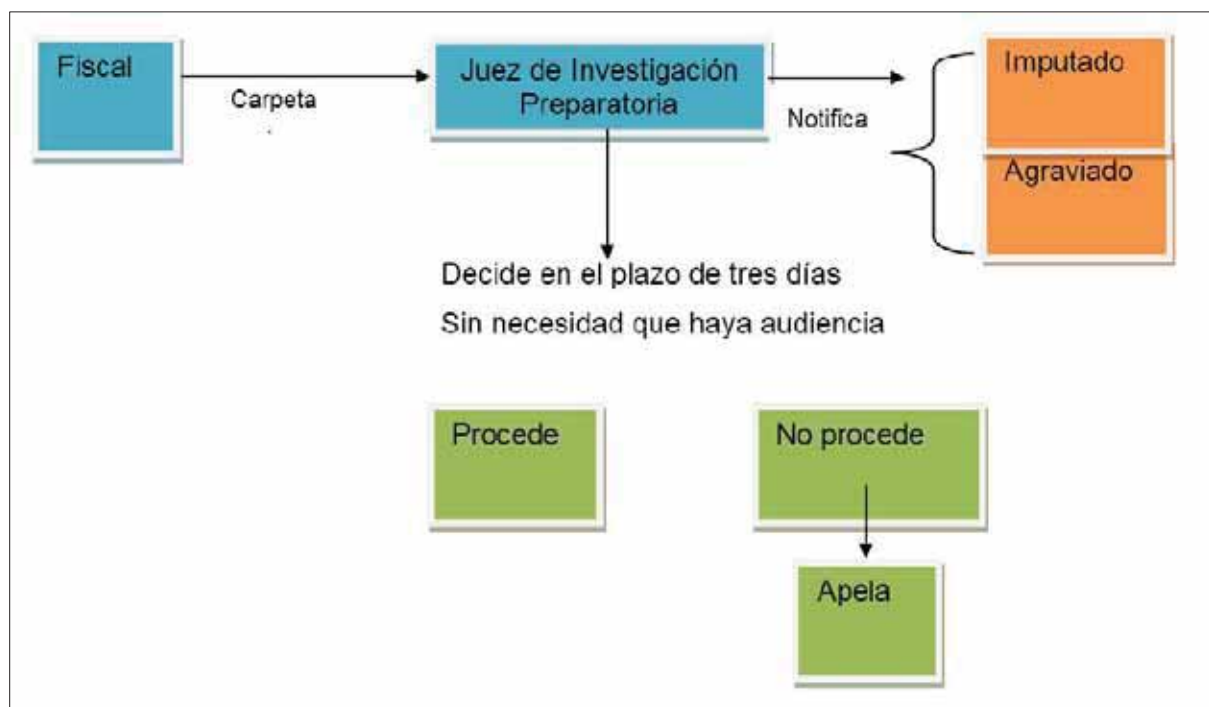 Fiscal
Carpeta
Juez de Investigación
Preparatoria
Notifica
Imputado
Agraviado
Decide en el plazo de tres días
Sin necesidad que haya audiencia
Procede
No procede
Apela